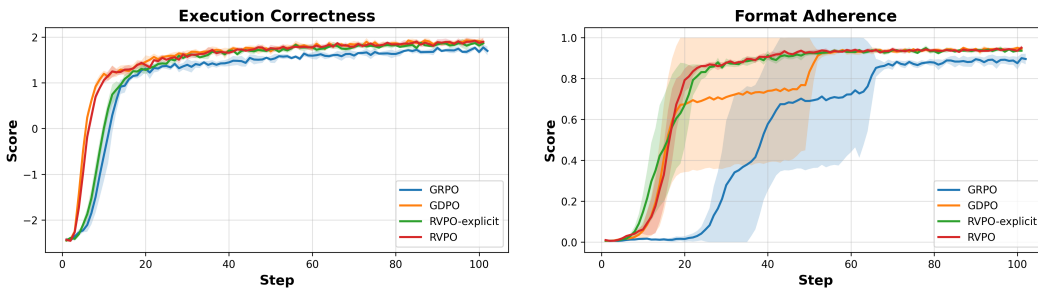 Execution Correctness
Score
2
1
0
−1
−2
0
20
40
60
80
100
Step
GRPO
GDPO
RVPO-explicit
RVPO
Format Adherence
Score
1.0
0.8
0.6
0.4
0.2
0.0
0
20
40
60
80
100
Step
GRPO
GDPO
RVPO-explicit
RVPO